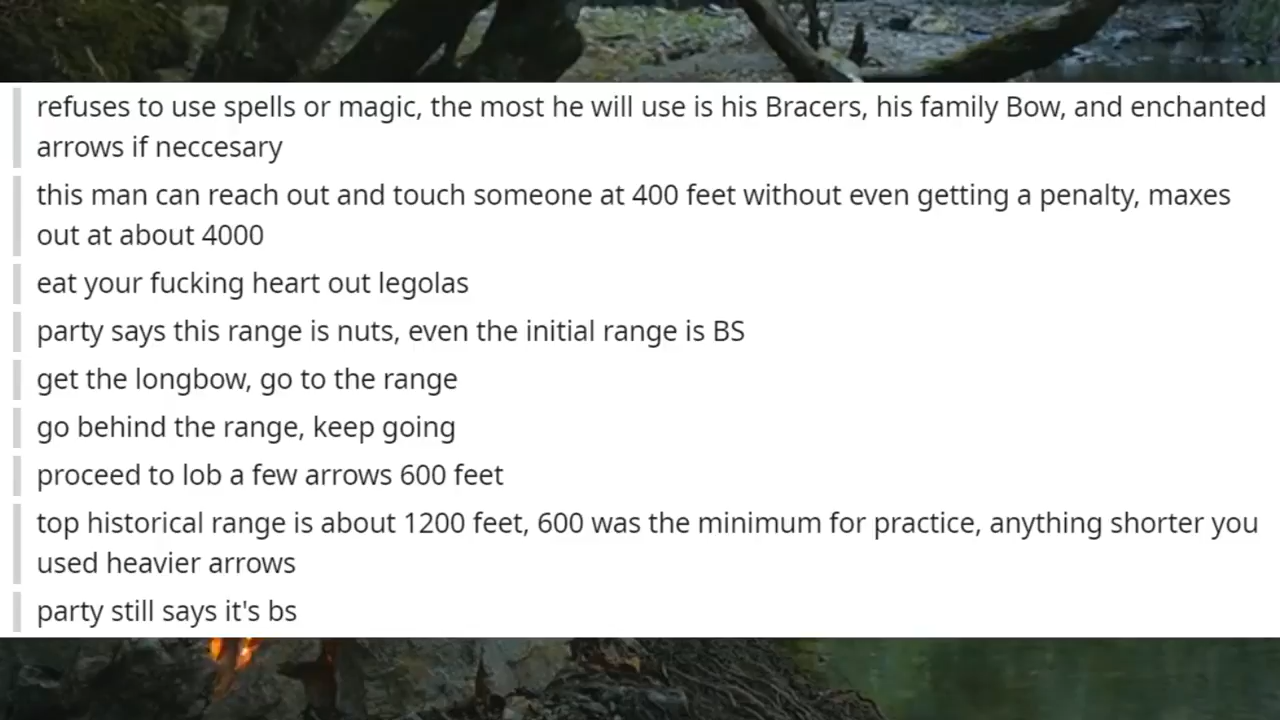 refuses to use spells or magic, the most he will use is his Bracers, his family Bow, and enchanted
arrows if neccesary
this man can reach out and touch someone at 400 feet without even getting a penalty, maxes
out at about 4000
eat your fucking heart out legolas
party says this range is nuts, even the initial range is BS
get the longbow, go to the range
go behind the range, keep going
proceed to lob a few arrows 600 feet
top historical range is about 1200 feet, 600 was the minimum for practice, anything shorter you
used heavier arrows
party still says it's bs